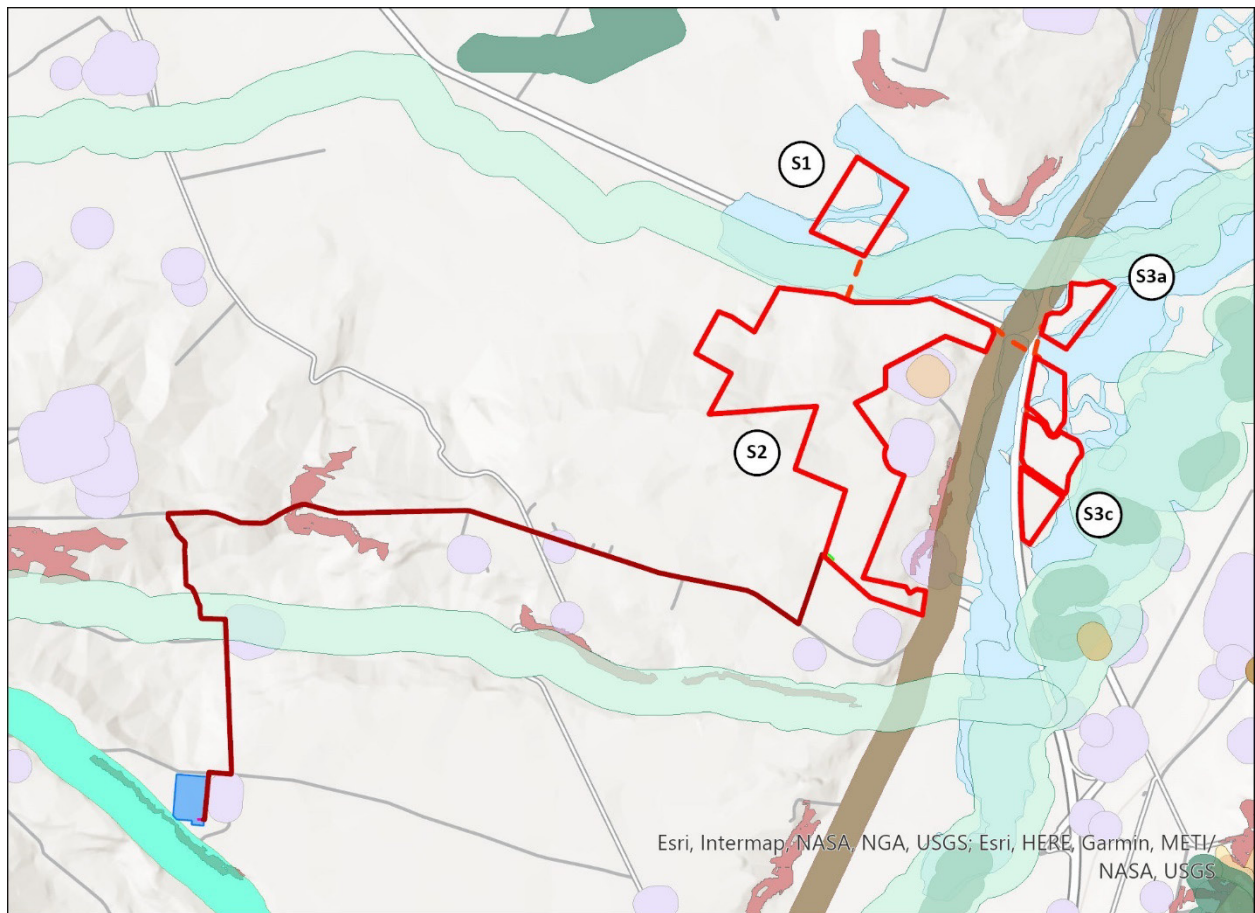 S1
S3a
S2
S3c
Esri, Intermap, NASA, NGA, USGS; Esri, HERE, Garmin, METI/
NASA, USGS